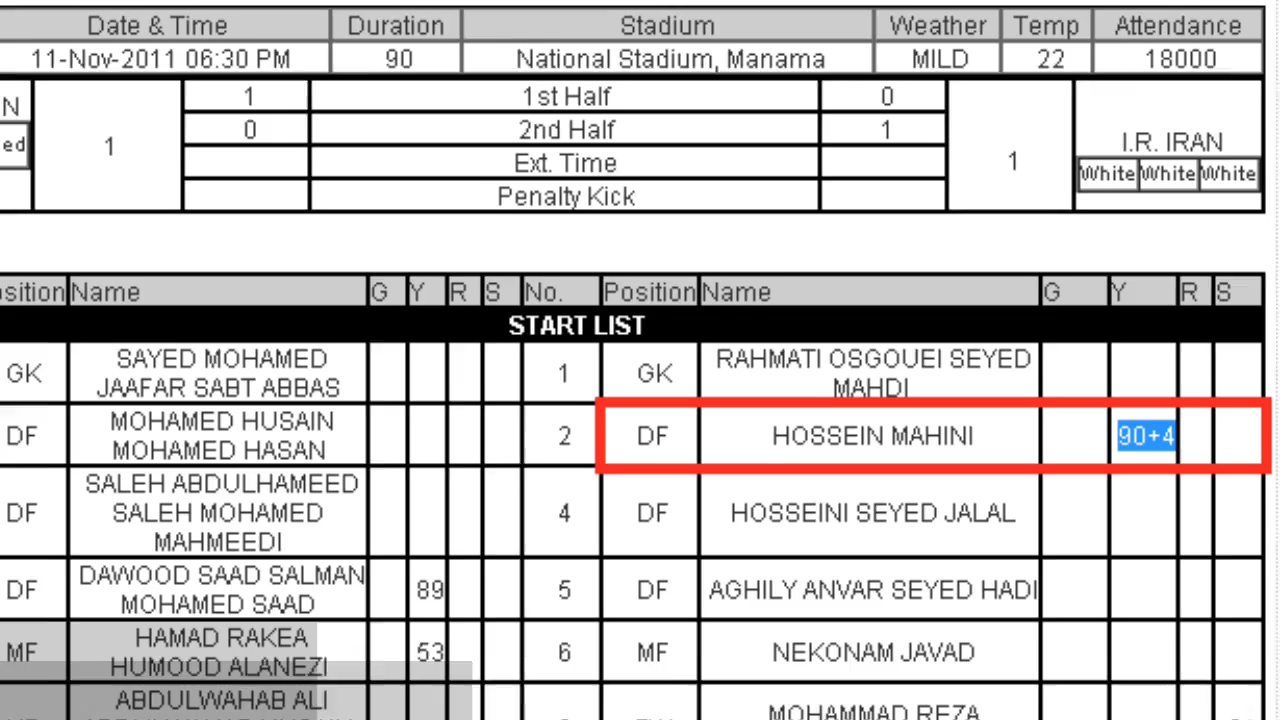 Date & Time Duration Stadium Weather Temp Attendance
11-Nov-2011 06:30 PM 90 National Stadium, Manama MILD 22 18000
N 1 1 1st Half 0 1 I.R. IRAN
ed 0 2nd Half 1 White White White
Ext. Time
Penalty Kick
osition Name G Y R S No. Position Name G Y R S
START LIST
GK SAYED MOHAMED JAAFAR SABT ABBAS 1 GK RAHMATI OSGOUEI SEYED MAHDI
DF MOHAMED HUSAIN MOHAMED HASAN 2 DF HOSSEIN MAHINI 90+4
DF SALEH ABDULHAMEED SALEH MOHAMED MAHMEEDI 4 DF HOSSEINI SEYED JALAL
DF DAWOOD SAAD SALMAN MOHAMED SAAD 89 5 DF AGHILY ANVAR SEYED HADI
MF HAMAD RAKEA HUMOOD ALANEZI 53 6 MF NEKONAM JAVAD
ABDULWAHAB ALI MOHAMMAD REZA